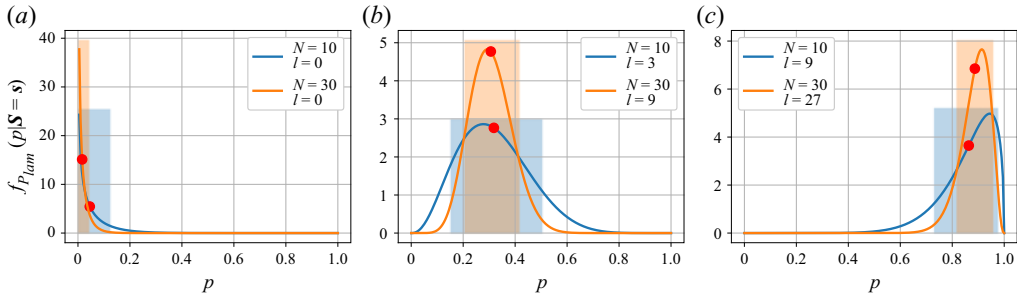 (a)
(b)
(c)
f_{P_{lam}} (p|S = s)
40
30
20
10
0
N = 10
l = 0
N = 30
l = 0
0 0.2 0.4 0.6 0.8 1.0
p
5
4
3
2
1
0
N = 10
l = 3
N = 30
l = 9
0 0.2 0.4 0.6 0.8 1.0
p
8
6
4
2
0
N = 10
l = 9
N = 30
l = 27
0 0.2 0.4 0.6 0.8 1.0
p